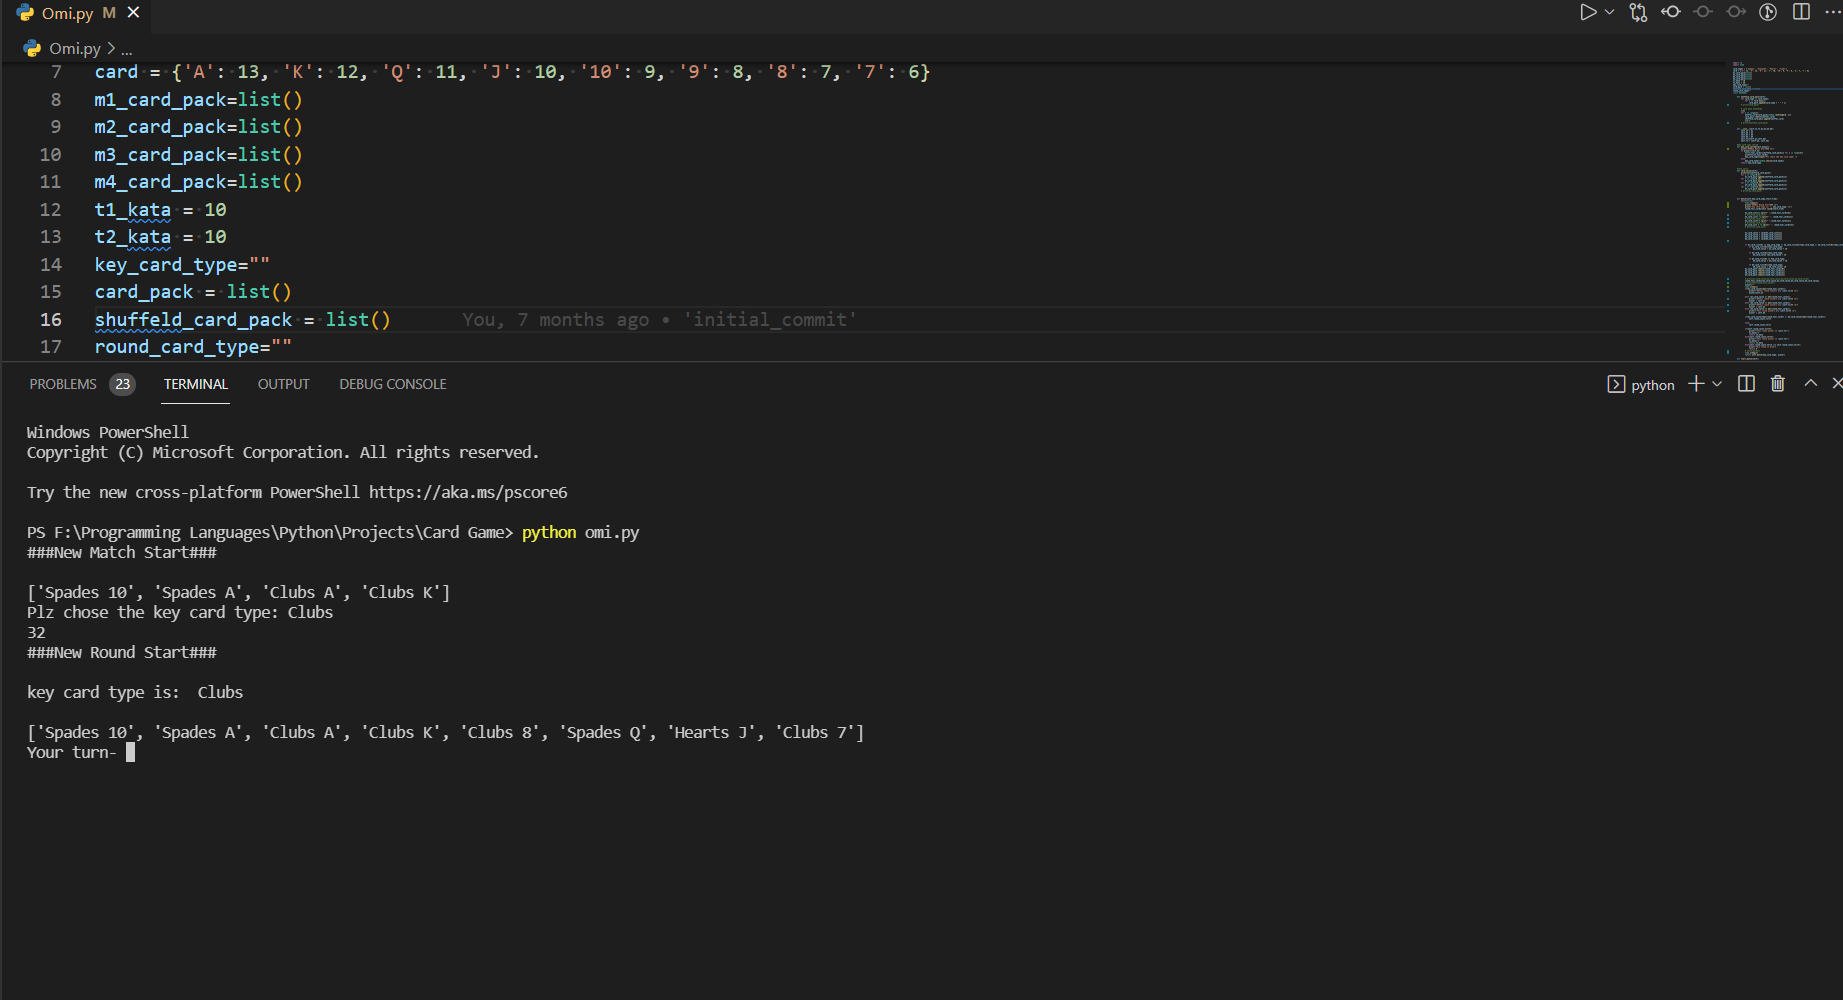 Omi.py M
Omi.py > ...
7 card = {'A': 13, 'K': 12, 'Q': 11, 'J': 10, '10': 9, '9': 8, '8': 7, '7': 6}
8 m1_card_pack=list()
9 m2_card_pack=list()
10 m3_card_pack=list()
11 m4_card_pack=list()
12 t1_kata = 10
13 t2_kata = 10
14 key_card_type=""
15 card_pack = list()
16 shuffeld_card_pack = list() You, 7 months ago • 'initial_commit'
17 round_card_type=""
PROBLEMS 23 TERMINAL OUTPUT DEBUG CONSOLE python
Windows PowerShell
Copyright (C) Microsoft Corporation. All rights reserved.
Try the new cross-platform PowerShell https://aka.ms/pscore6
PS F:\Programming Languages\Python\Projects\Card Game> python omi.py
###New Match Start###
['Spades 10', 'Spades A', 'Clubs A', 'Clubs K']
Plz chose the key card type: Clubs
32
###New Round Start###
key card type is:  Clubs
['Spades 10', 'Spades A', 'Clubs A', 'Clubs K', 'Clubs 8', 'Spades Q', 'Hearts J', 'Clubs 7']
Your turn-